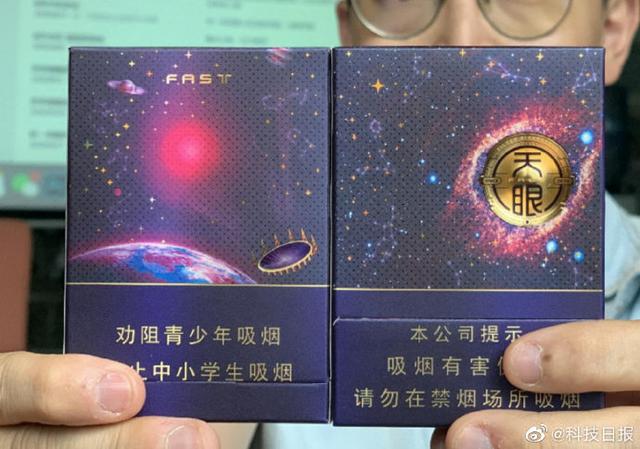 FAST
劝阻青少年吸烟
止中小学生吸烟
天眼
本公司提示
吸烟有害
请勿在禁烟场所吸烟
@科技日报